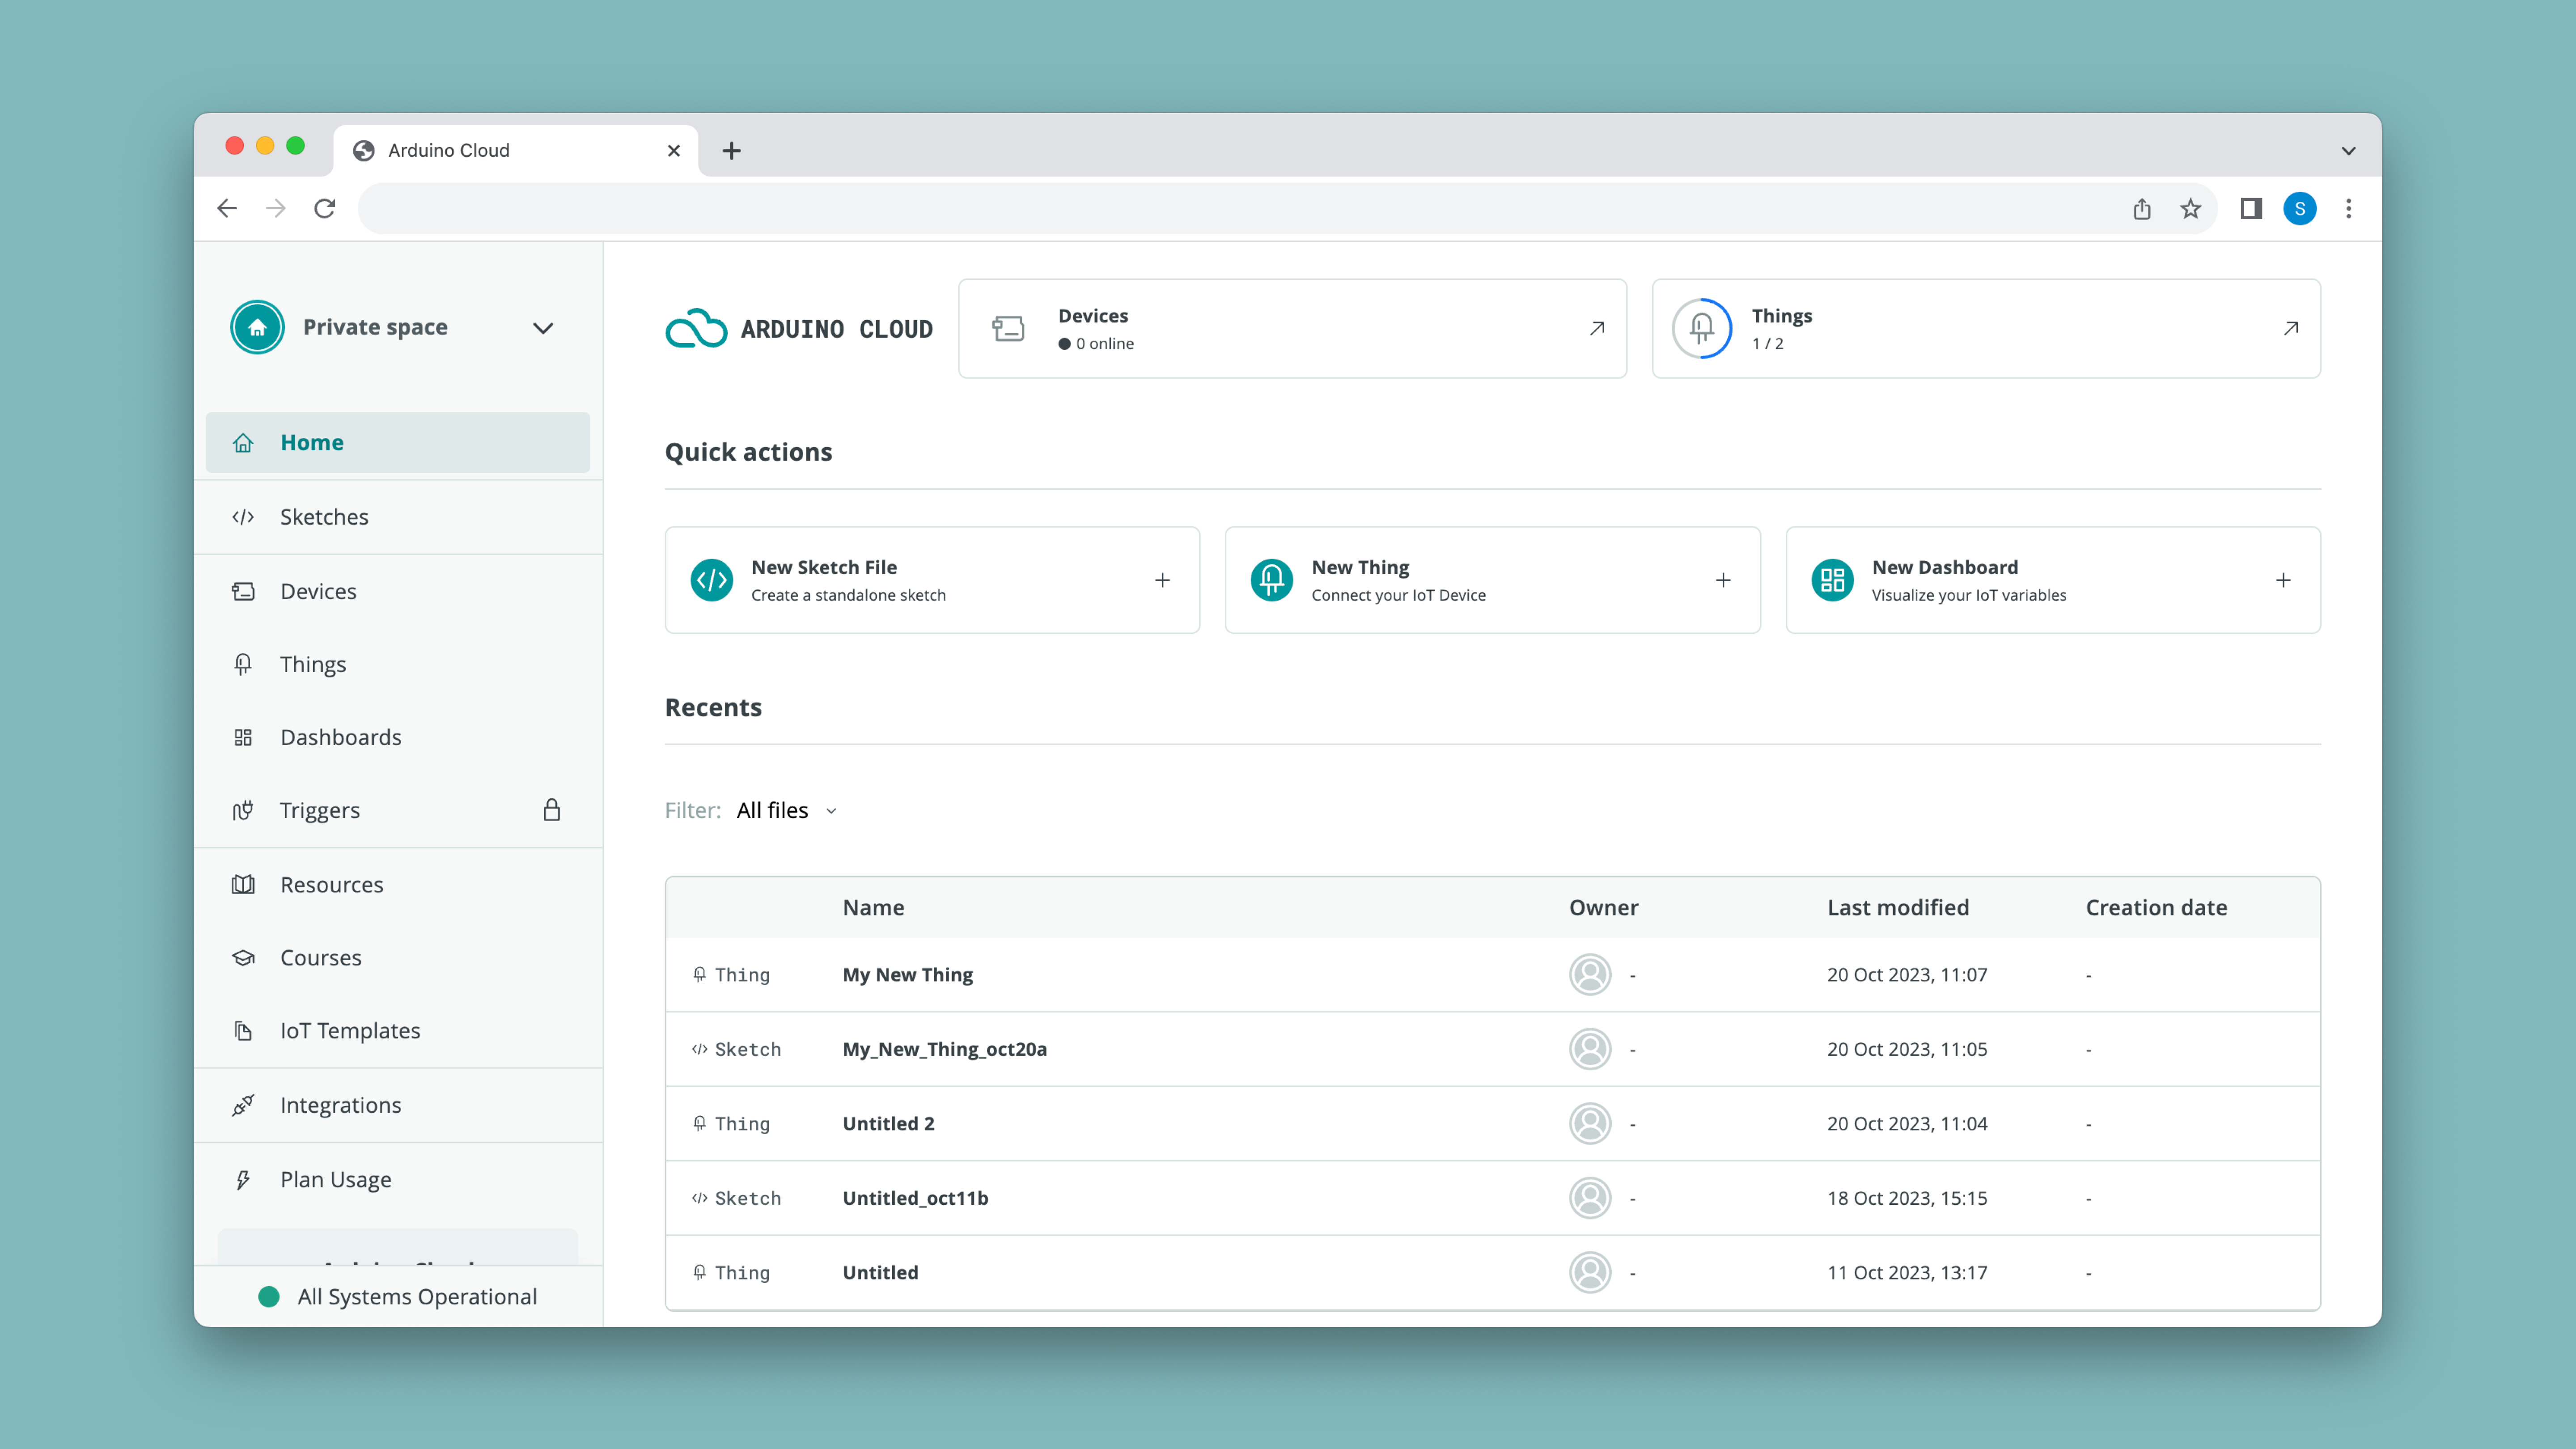 Arduino Cloud
S
Private space
Home
Sketches
Devices
Things
Dashboards
Triggers
Resources
Courses
IoT Templates
Integrations
Plan Usage
All Systems Operational
ARDUINO CLOUD
Devices
0 online
Things
1 / 2
Quick actions
New Sketch File
Create a standalone sketch
New Thing
Connect your IoT Device
New Dashboard
Visualize your IoT variables
Recents
Filter: All files
Name Owner Last modified Creation date
Thing My New Thing - 20 Oct 2023, 11:07 -
</> Sketch My_New_Thing_oct20a - 20 Oct 2023, 11:05 -
Thing Untitled 2 - 20 Oct 2023, 11:04 -
</> Sketch Untitled_oct11b - 18 Oct 2023, 15:15 -
Thing Untitled - 11 Oct 2023, 13:17 -